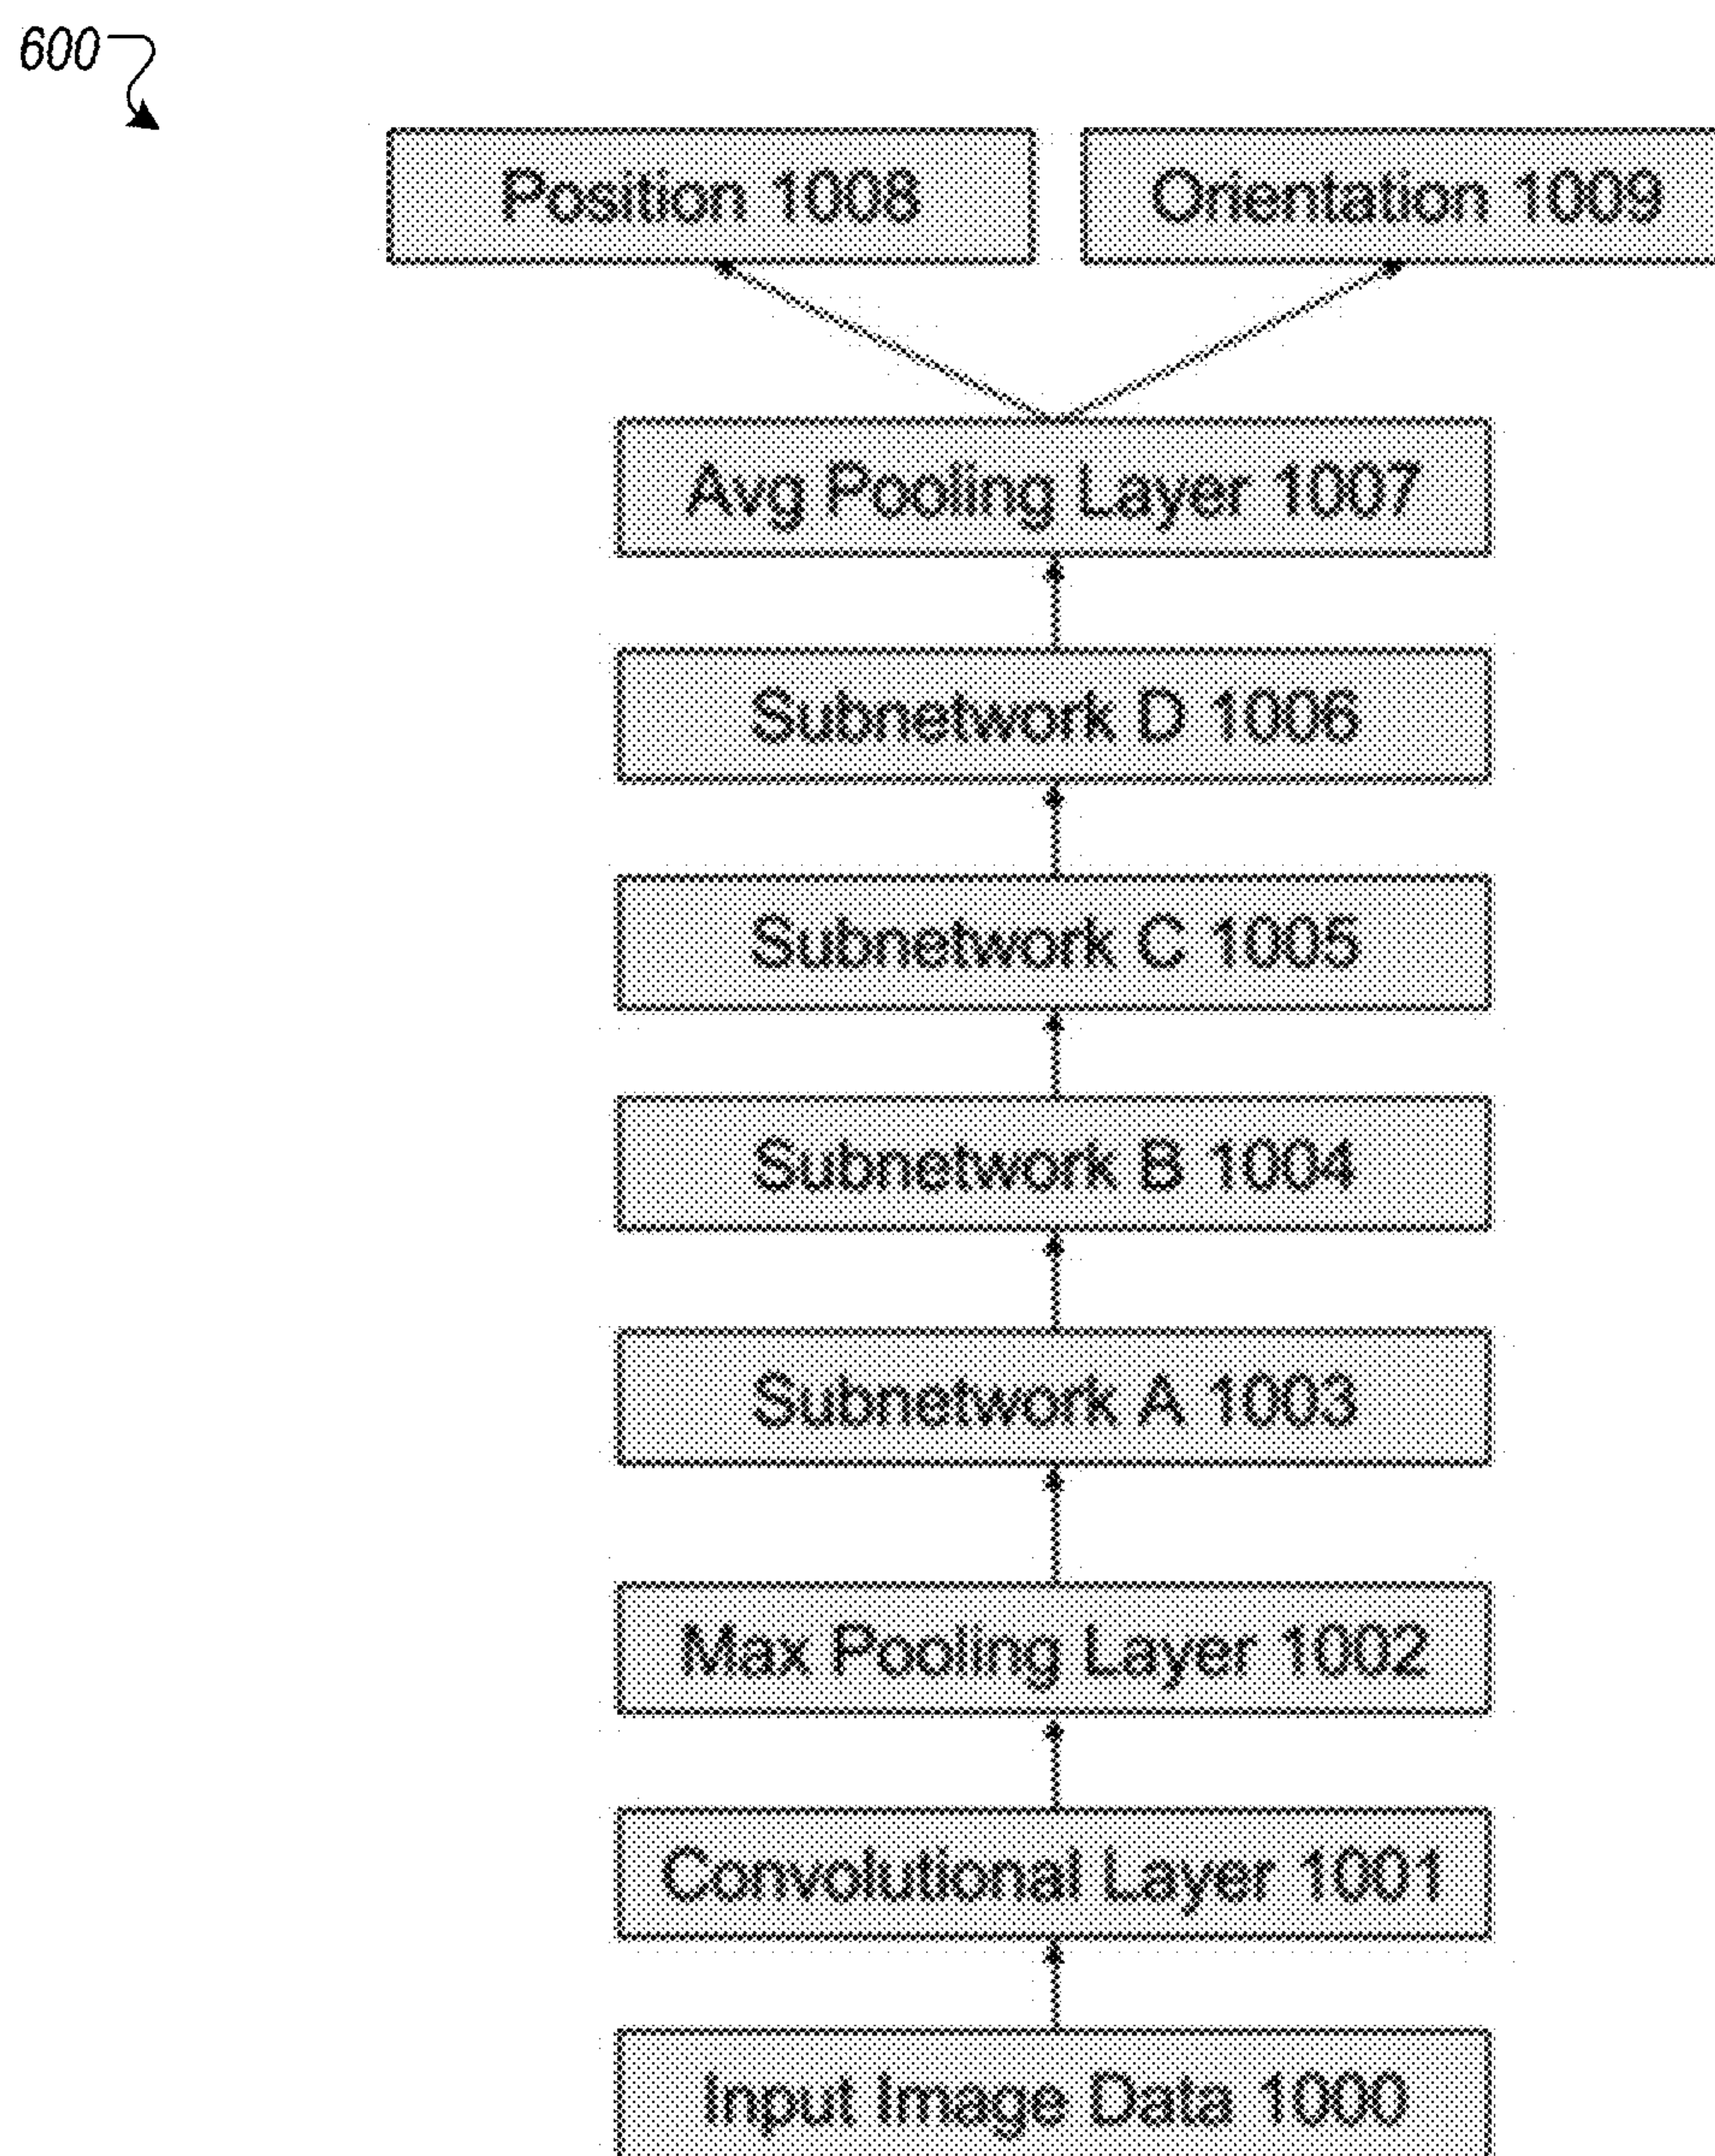 600
Position 1008
Orientation 1009
Avg Pooling Layer 1007
Subnetwork D 1006
Subnetwork C 1005
Subnetwork B 1004
Subnetwork A 1003
Max Pooling Layer 1002
Convolutional Layer 1001
Input Image Data 1000